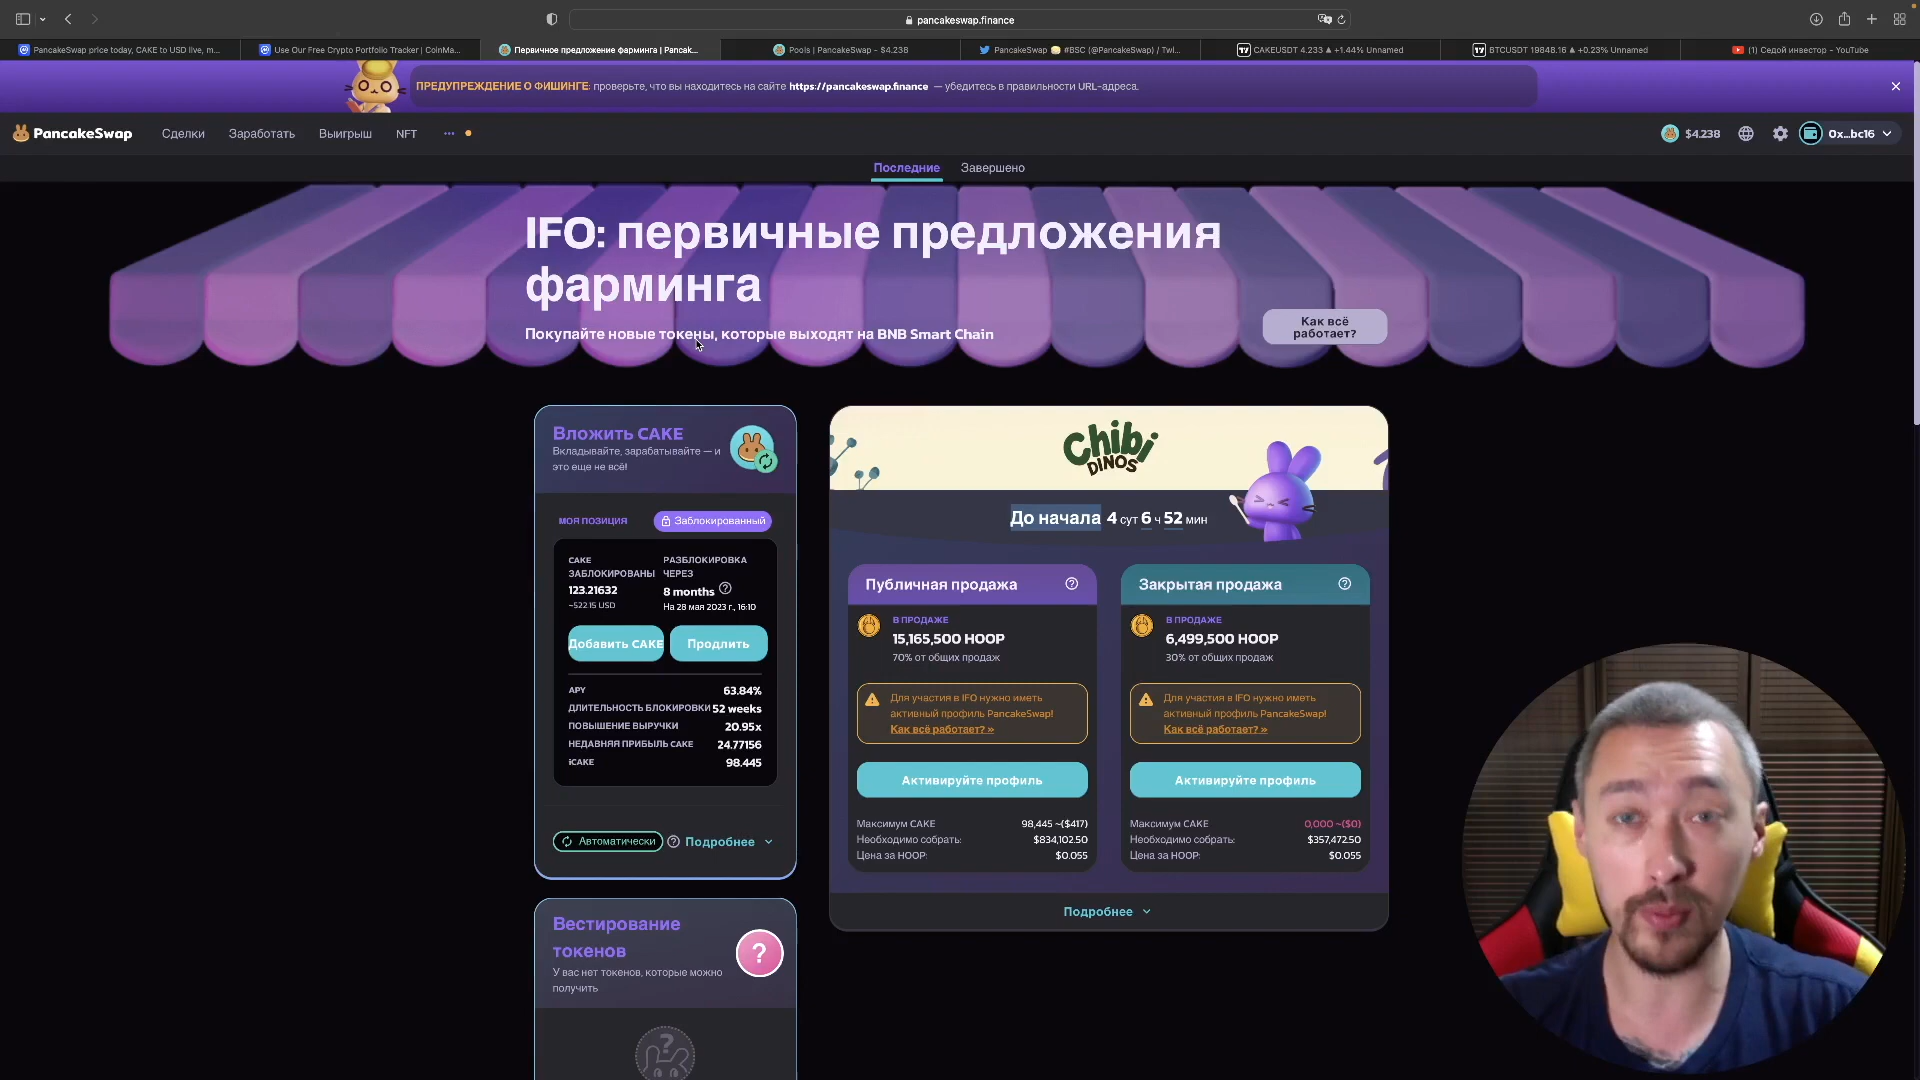 pancakeswap.finance
PancakeSwap price today, CAKE to USD live, m...
Use Our Free Crypto Portfolio Tracker | CoinMa...
Первичное предложение фарминга | Pancak...
Pools | PancakeSwap - $4.238
PancakeSwap 🥞 #BSC (@PancakeSwap) / Twi...
CAKEUSDT 4.233 ▲ +1.44% Unnamed
BTCUSDT 19848.16 ▲ +0.23% Unnamed
(1) Седой инвестор - YouTube
ПРЕДУПРЕЖДЕНИЕ О ФИШИНГЕ: проверьте, что вы находитесь на сайте https://pancakeswap.finance — убедитесь в правильности URL-адреса.
PancakeSwap
Сделки
Заработать
Выигрыш
NFT
$4.238
0x...bc16
Последние
Завершено
IFO: первичные предложения
фарминга
Покупайте новые токены, которые выходят на BNB Smart Chain
Как всё
работает?
Вложить CAKE
Вкладывайте, зарабатывайте — и
это еще не всё!
МОЯ ПОЗИЦИЯ
Заблокированный
CAKE
ЗАБЛОКИРОВАНЫ
123.21632
~522.15 USD
РАЗБЛОКИРОВКА
ЧЕРЕЗ
8 months
На 28 мая 2023 г., 16:10
Добавить CAKE
Продлить
APY 63.84%
ДЛИТЕЛЬНОСТЬ БЛОКИРОВКИ 52 weeks
ПОВЫШЕНИЕ ВЫРУЧКИ 20.95x
НЕДАВНЯЯ ПРИБЫЛЬ CAKE 24.77156
iCAKE 98.445
Автоматически
Подробнее
Вестирование
токенов
У вас нет токенов, которые можно
получить
?
Chibi
DINOS
До начала 4 сут 6 ч 52 мин
Публичная продажа
В ПРОДАЖЕ
15,165,500 HOOP
70% от общих продаж
Для участия в IFO нужно иметь
активный профиль PancakeSwap!
Как всё работает? »
Активируйте профиль
Максимум CAKE 98,445 ~($417)
Необходимо собрать: $834,102.50
Цена за HOOP: $0.055
Закрытая продажа
В ПРОДАЖЕ
6,499,500 HOOP
30% от общих продаж
Для участия в IFO нужно иметь
активный профиль PancakeSwap!
Как всё работает? »
Активируйте профиль
Максимум CAKE 0,000 ~($0)
Необходимо собрать: $357,472.50
Цена за HOOP: $0.055
Подробнее